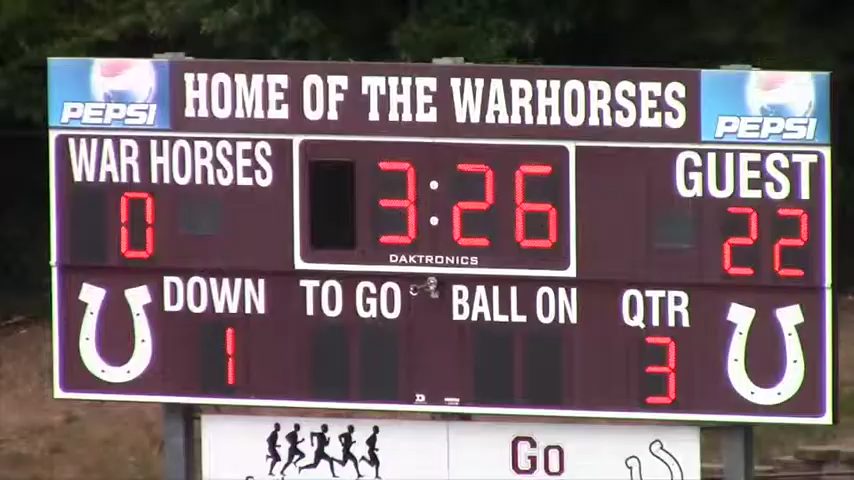 PEPSI HOME OF THE WARHORSES PEPSI
WAR HORSES 3:26 GUEST
0 22
DAKTRONICS
DOWN TO GO BALL ON QTR
1 3
Go